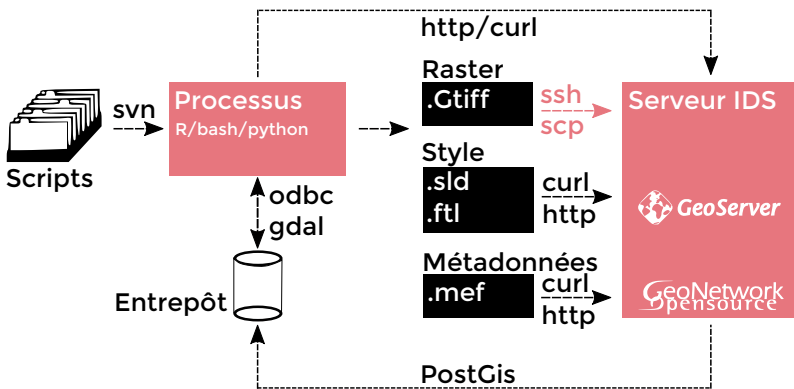 http/curl
Raster
.Gtiff
ssh
scp
Processus
R/bash/python
svn
Scripts
Serveur IDS
Style
.sld
.ftl
curl
http
GeoServer
odbc
gdal
Entrepôt
Métadonnées
.mef
curl
http
GeoNetwork
Opensource
PostGis